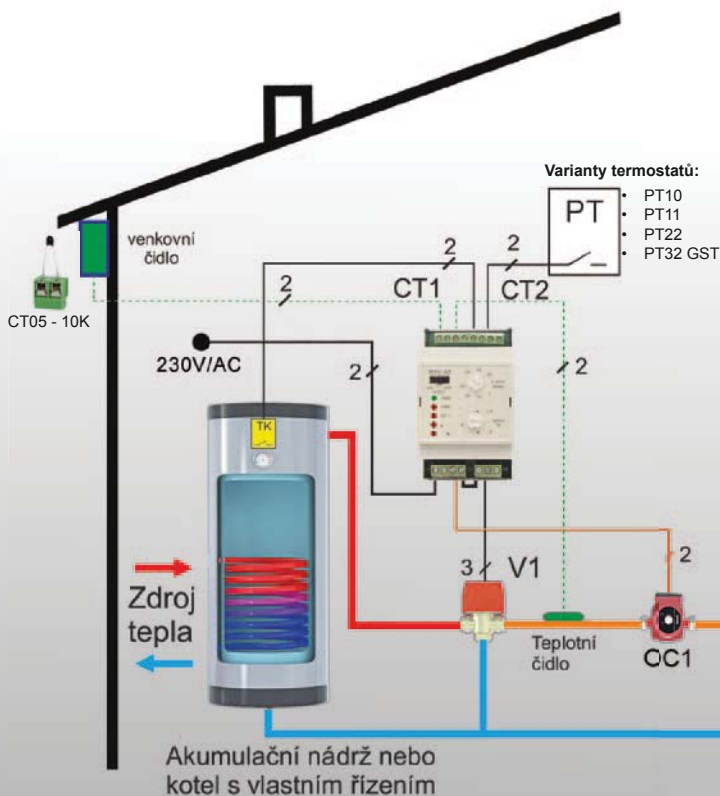 Varianty termostatů:
PT
• PT10
• PT11
• PT22
• PT32 GST
venkovní
čidlo
CT05 - 10K
2
2
2
CT1
CT2
230V/AC
2
2
TK
3
V1
2
Zdroj
tepla
Teplotní
čidlo
OC1
Akumulační nádrž nebo
kotel s vlastním řízením